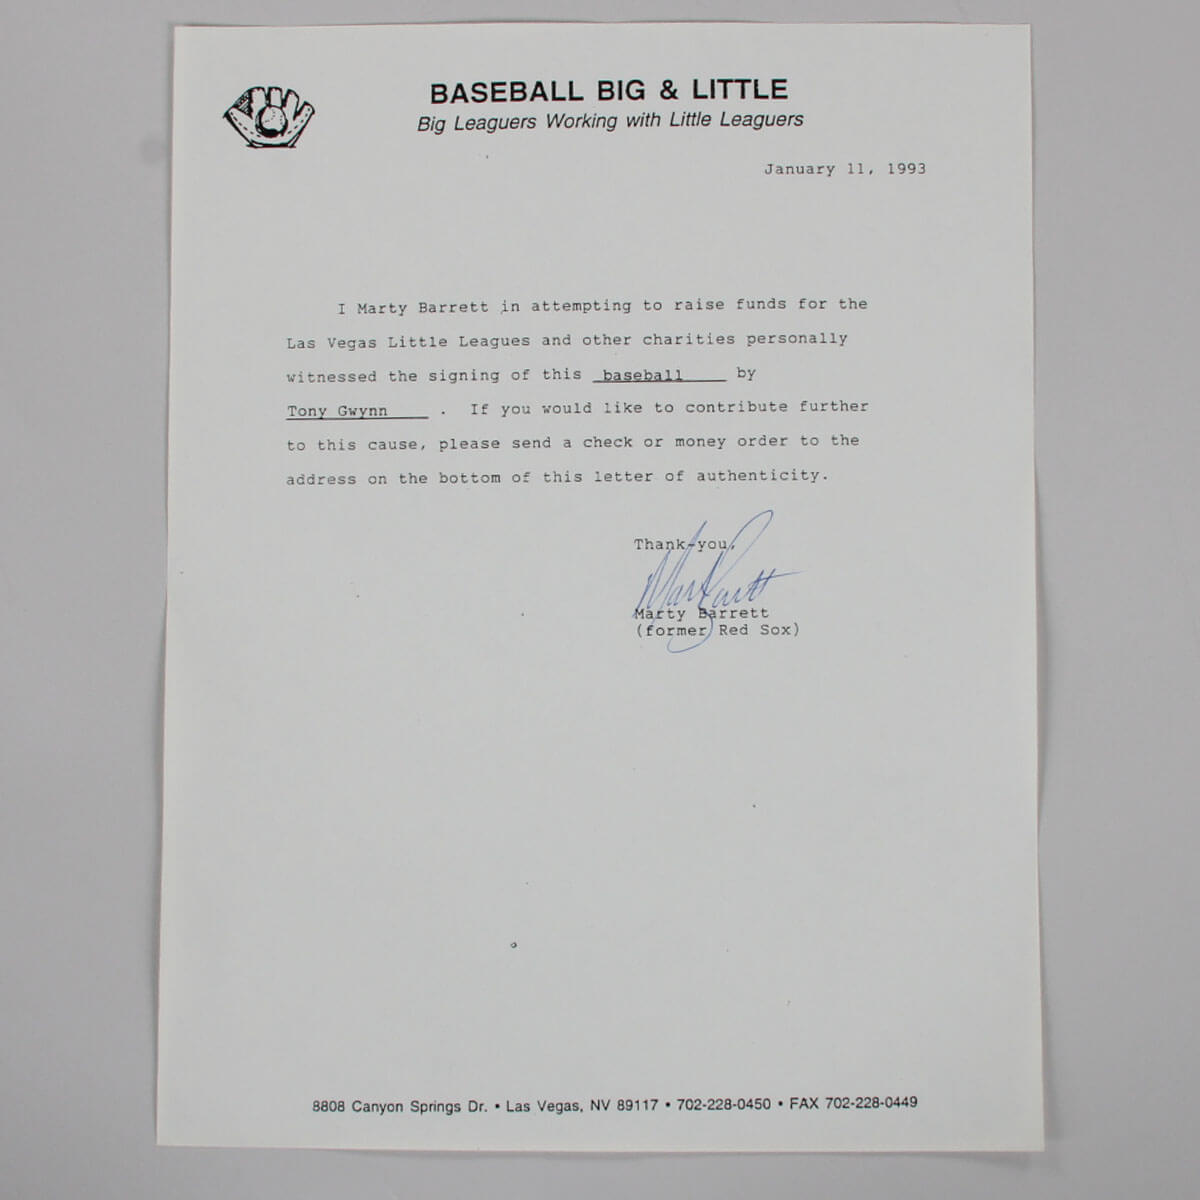 BASEBALL BIG & LITTLE
Big Leaguers Working with Little Leaguers
January 11, 1993
I Marty Barrett in attempting to raise funds for the
Las Vegas Little Leagues and other charities personally
witnessed the signing of this baseball by
Tony Gwynn . If you would like to contribute further
to this cause, please send a check or money order to the
address on the bottom of this letter of authenticity.
Thank-you,
Marty Barrett
Marty Barrett
(former Red Sox)
8808 Canyon Springs Dr. • Las Vegas, NV 89117 • 702-228-0450 • FAX 702-228-0449